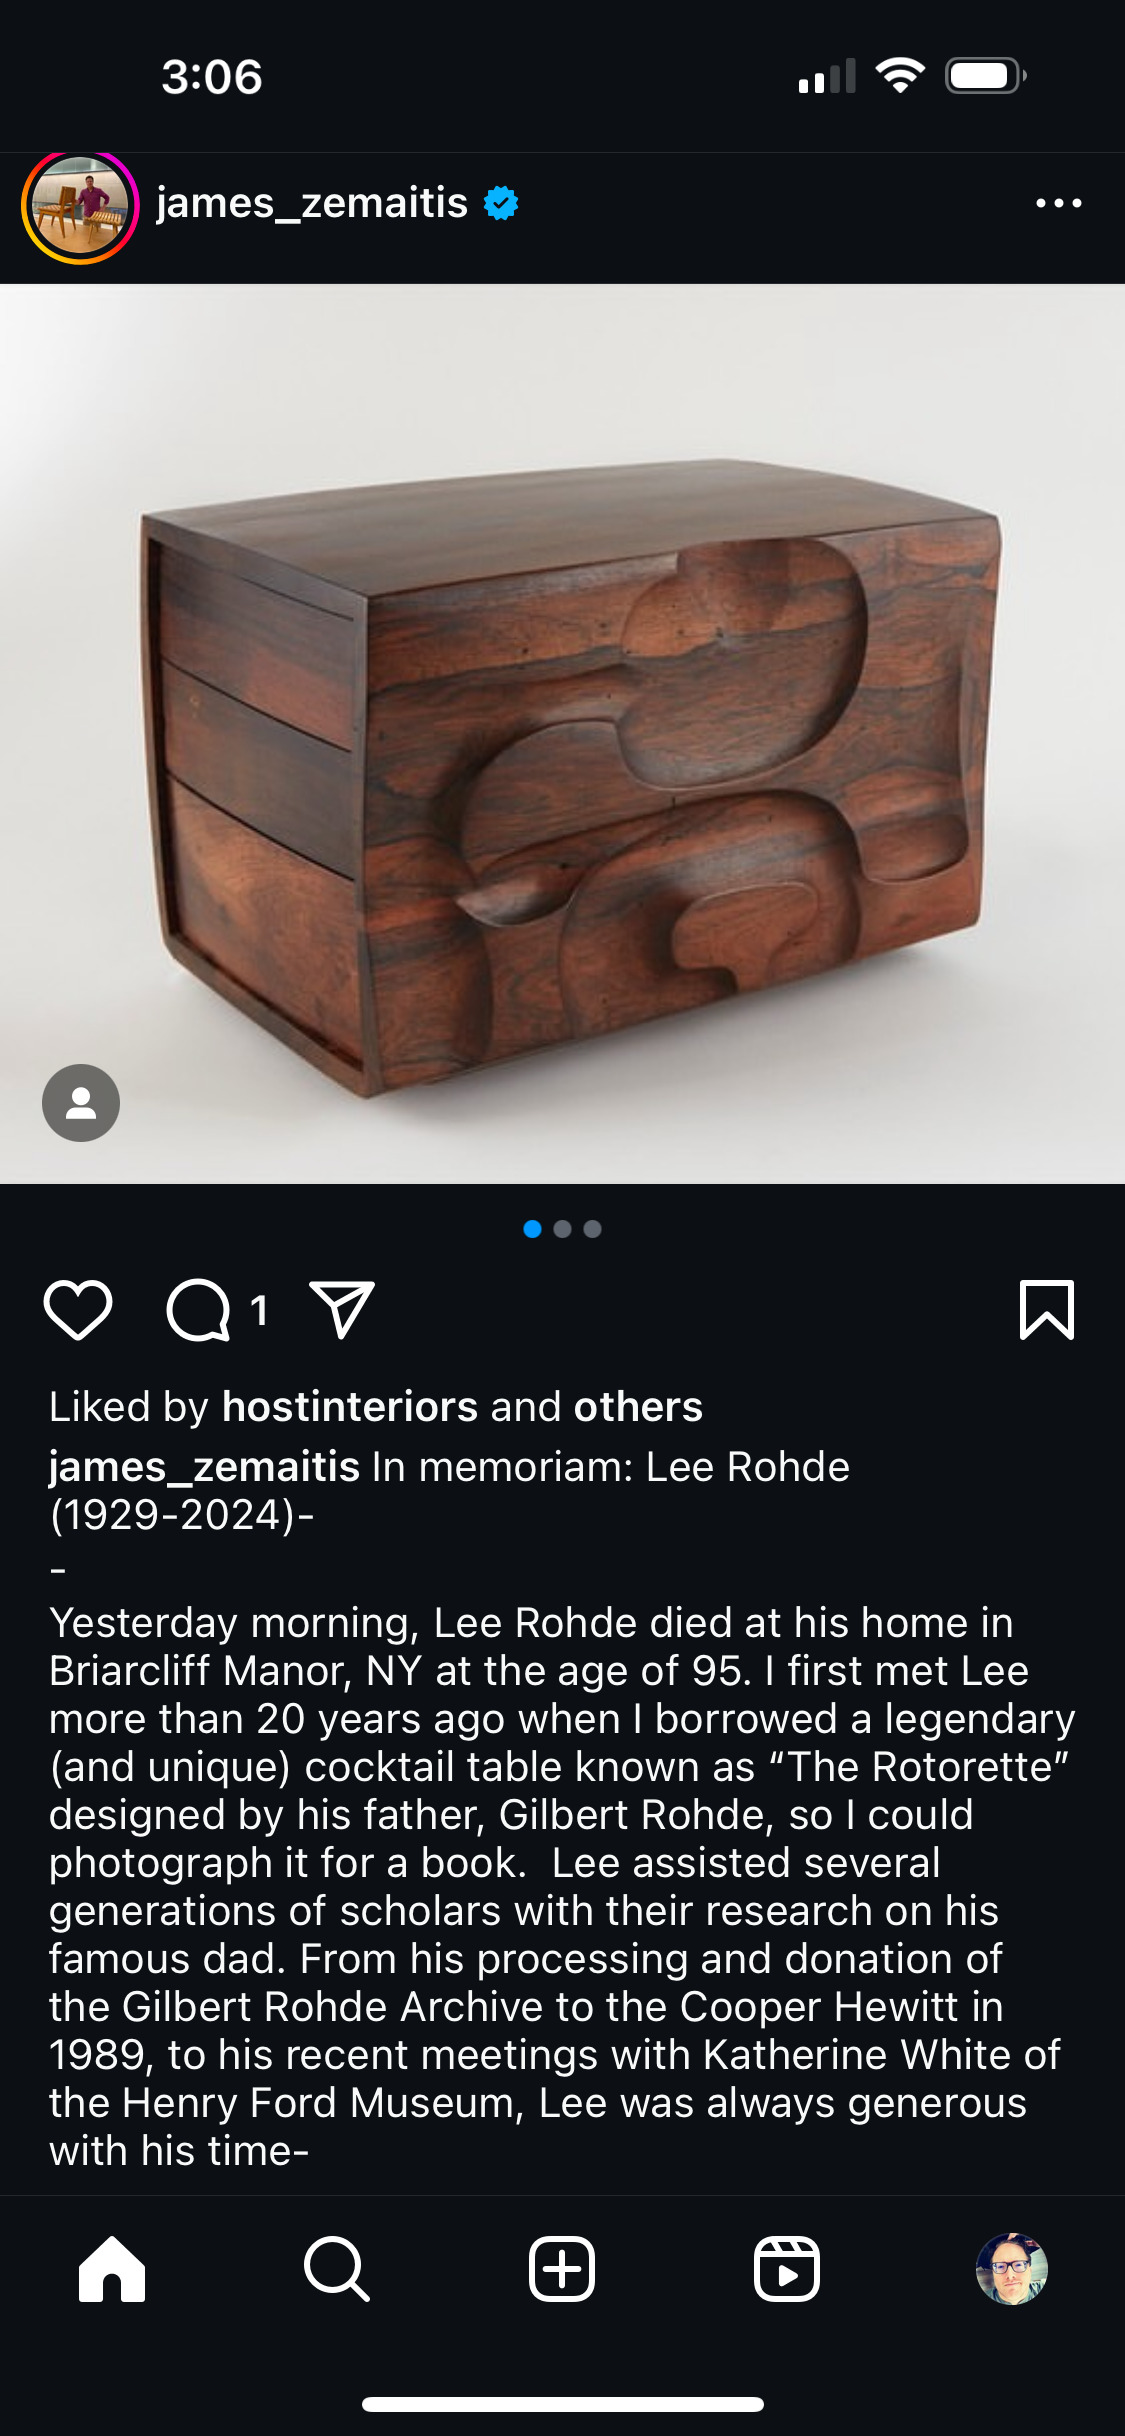 3:06
james_zemaitis
1
Liked by hostinteriors and others
james_zemaitis In memoriam: Lee Rohde
(1929-2024)-
-
Yesterday morning, Lee Rohde died at his home in
Briarcliff Manor, NY at the age of 95. I first met Lee
more than 20 years ago when I borrowed a legendary
(and unique) cocktail table known as “The Rotorette”
designed by his father, Gilbert Rohde, so I could
photograph it for a book.  Lee assisted several
generations of scholars with their research on his
famous dad. From his processing and donation of
the Gilbert Rohde Archive to the Cooper Hewitt in
1989, to his recent meetings with Katherine White of
the Henry Ford Museum, Lee was always generous
with his time-